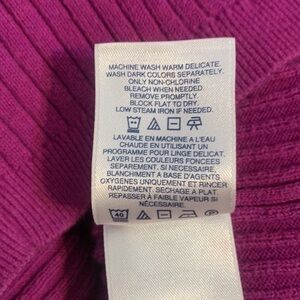 MACHINE WASH WARM DELICATE.
WASH DARK COLORS SEPARATELY.
ONLY NON-CHLORINE
BLEACH WHEN NEEDED.
REMOVE PROMPTLY.
BLOCK FLAT TO DRY.
LOW STEAM IRON IF NEEDED.
LAVABLE EN MACHINE A L'EAU
CHAUDE EN UTILISANT UN
PROGRAMME POUR LINGE DELICAT.
LAVER LES COULEURS FONCEES
SEPAREMENT. SI NECESSAIRE,
BLANCHIMENT A BASE D'AGENTS
OXYGENES UNIQUEMENT ET RINCER
RAPIDEMENT. SECHAGE A PLAT.
REPASSER A FAIBLE VAPEUR SI
NECESSAIRE.
40